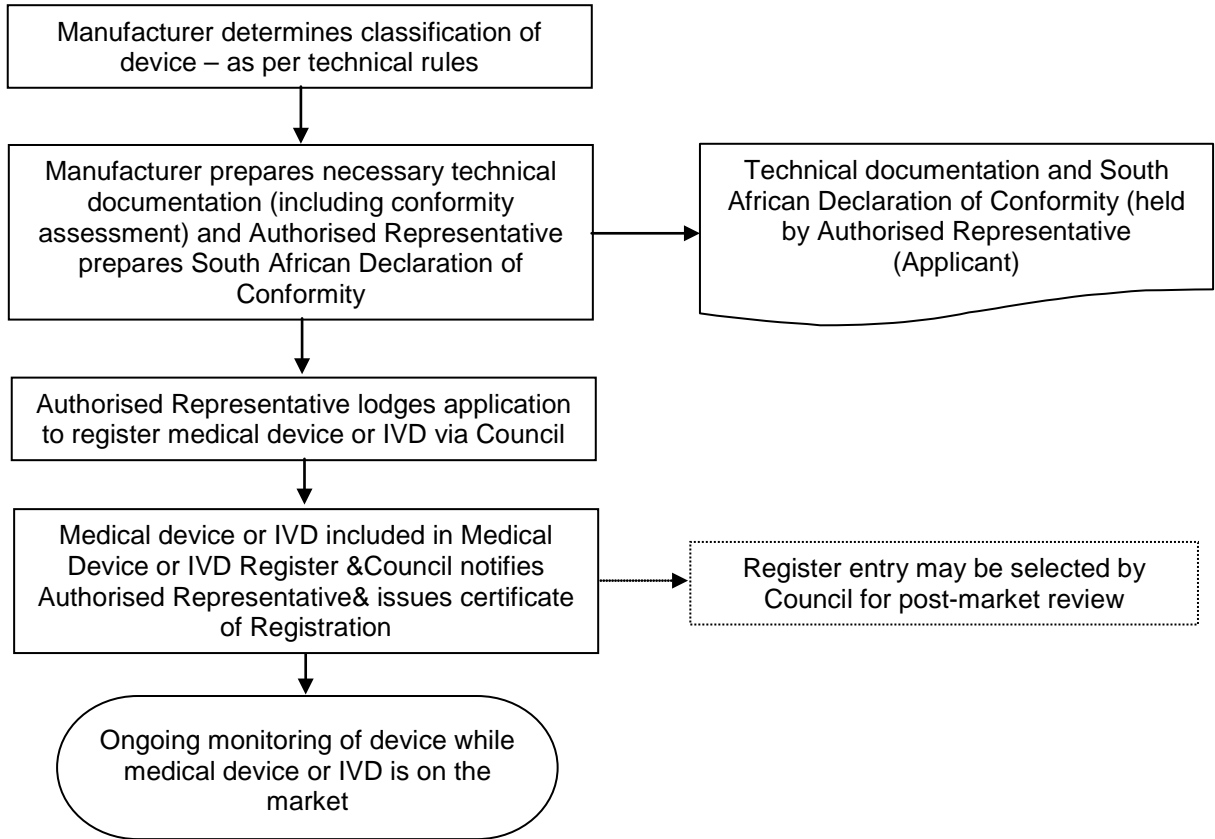 Manufacturer determines classification of
device – as per technical rules
Manufacturer prepares necessary technical
documentation (including conformity
assessment) and Authorised Representative
prepares South African Declaration of
Conformity
Technical documentation and South
African Declaration of Conformity (held
by Authorised Representative
(Applicant)
Authorised Representative lodges application
to register medical device or IVD via Council
Medical device or IVD included in Medical
Device or IVD Register &Council notifies
Authorised Representative& issues certificate
of Registration
Register entry may be selected by
Council for post-market review
Ongoing monitoring of device while
medical device or IVD is on the
market